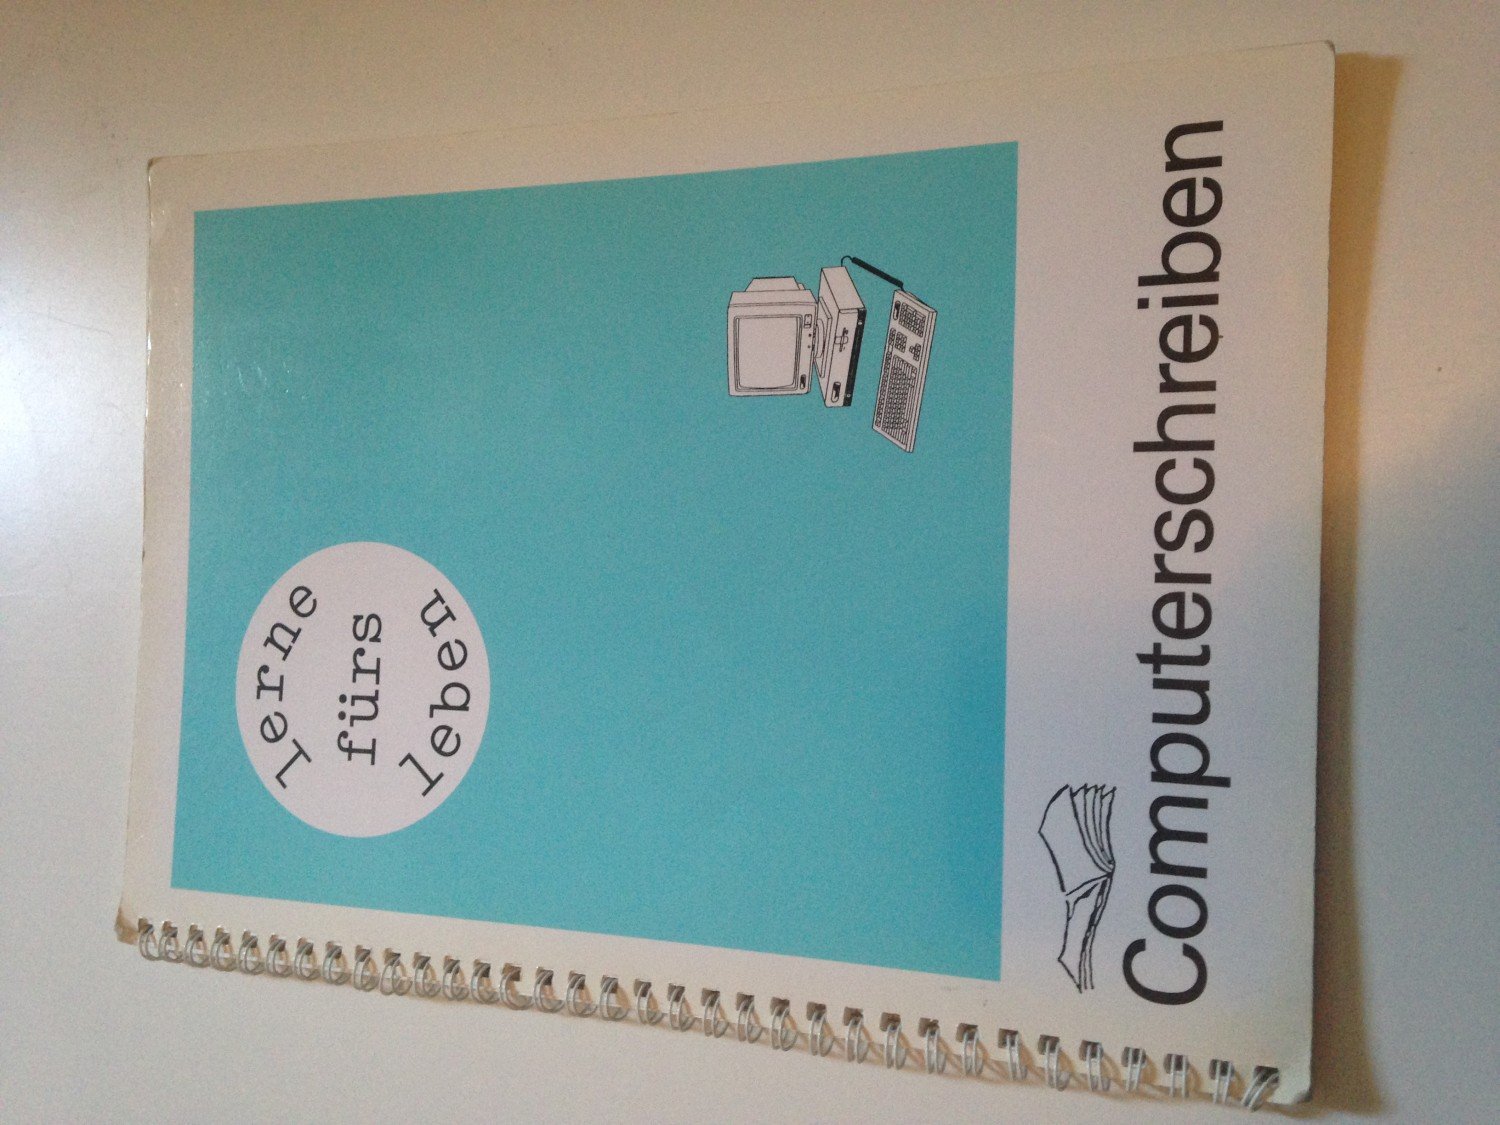 lerne
fürs
leben
Computerschreiben